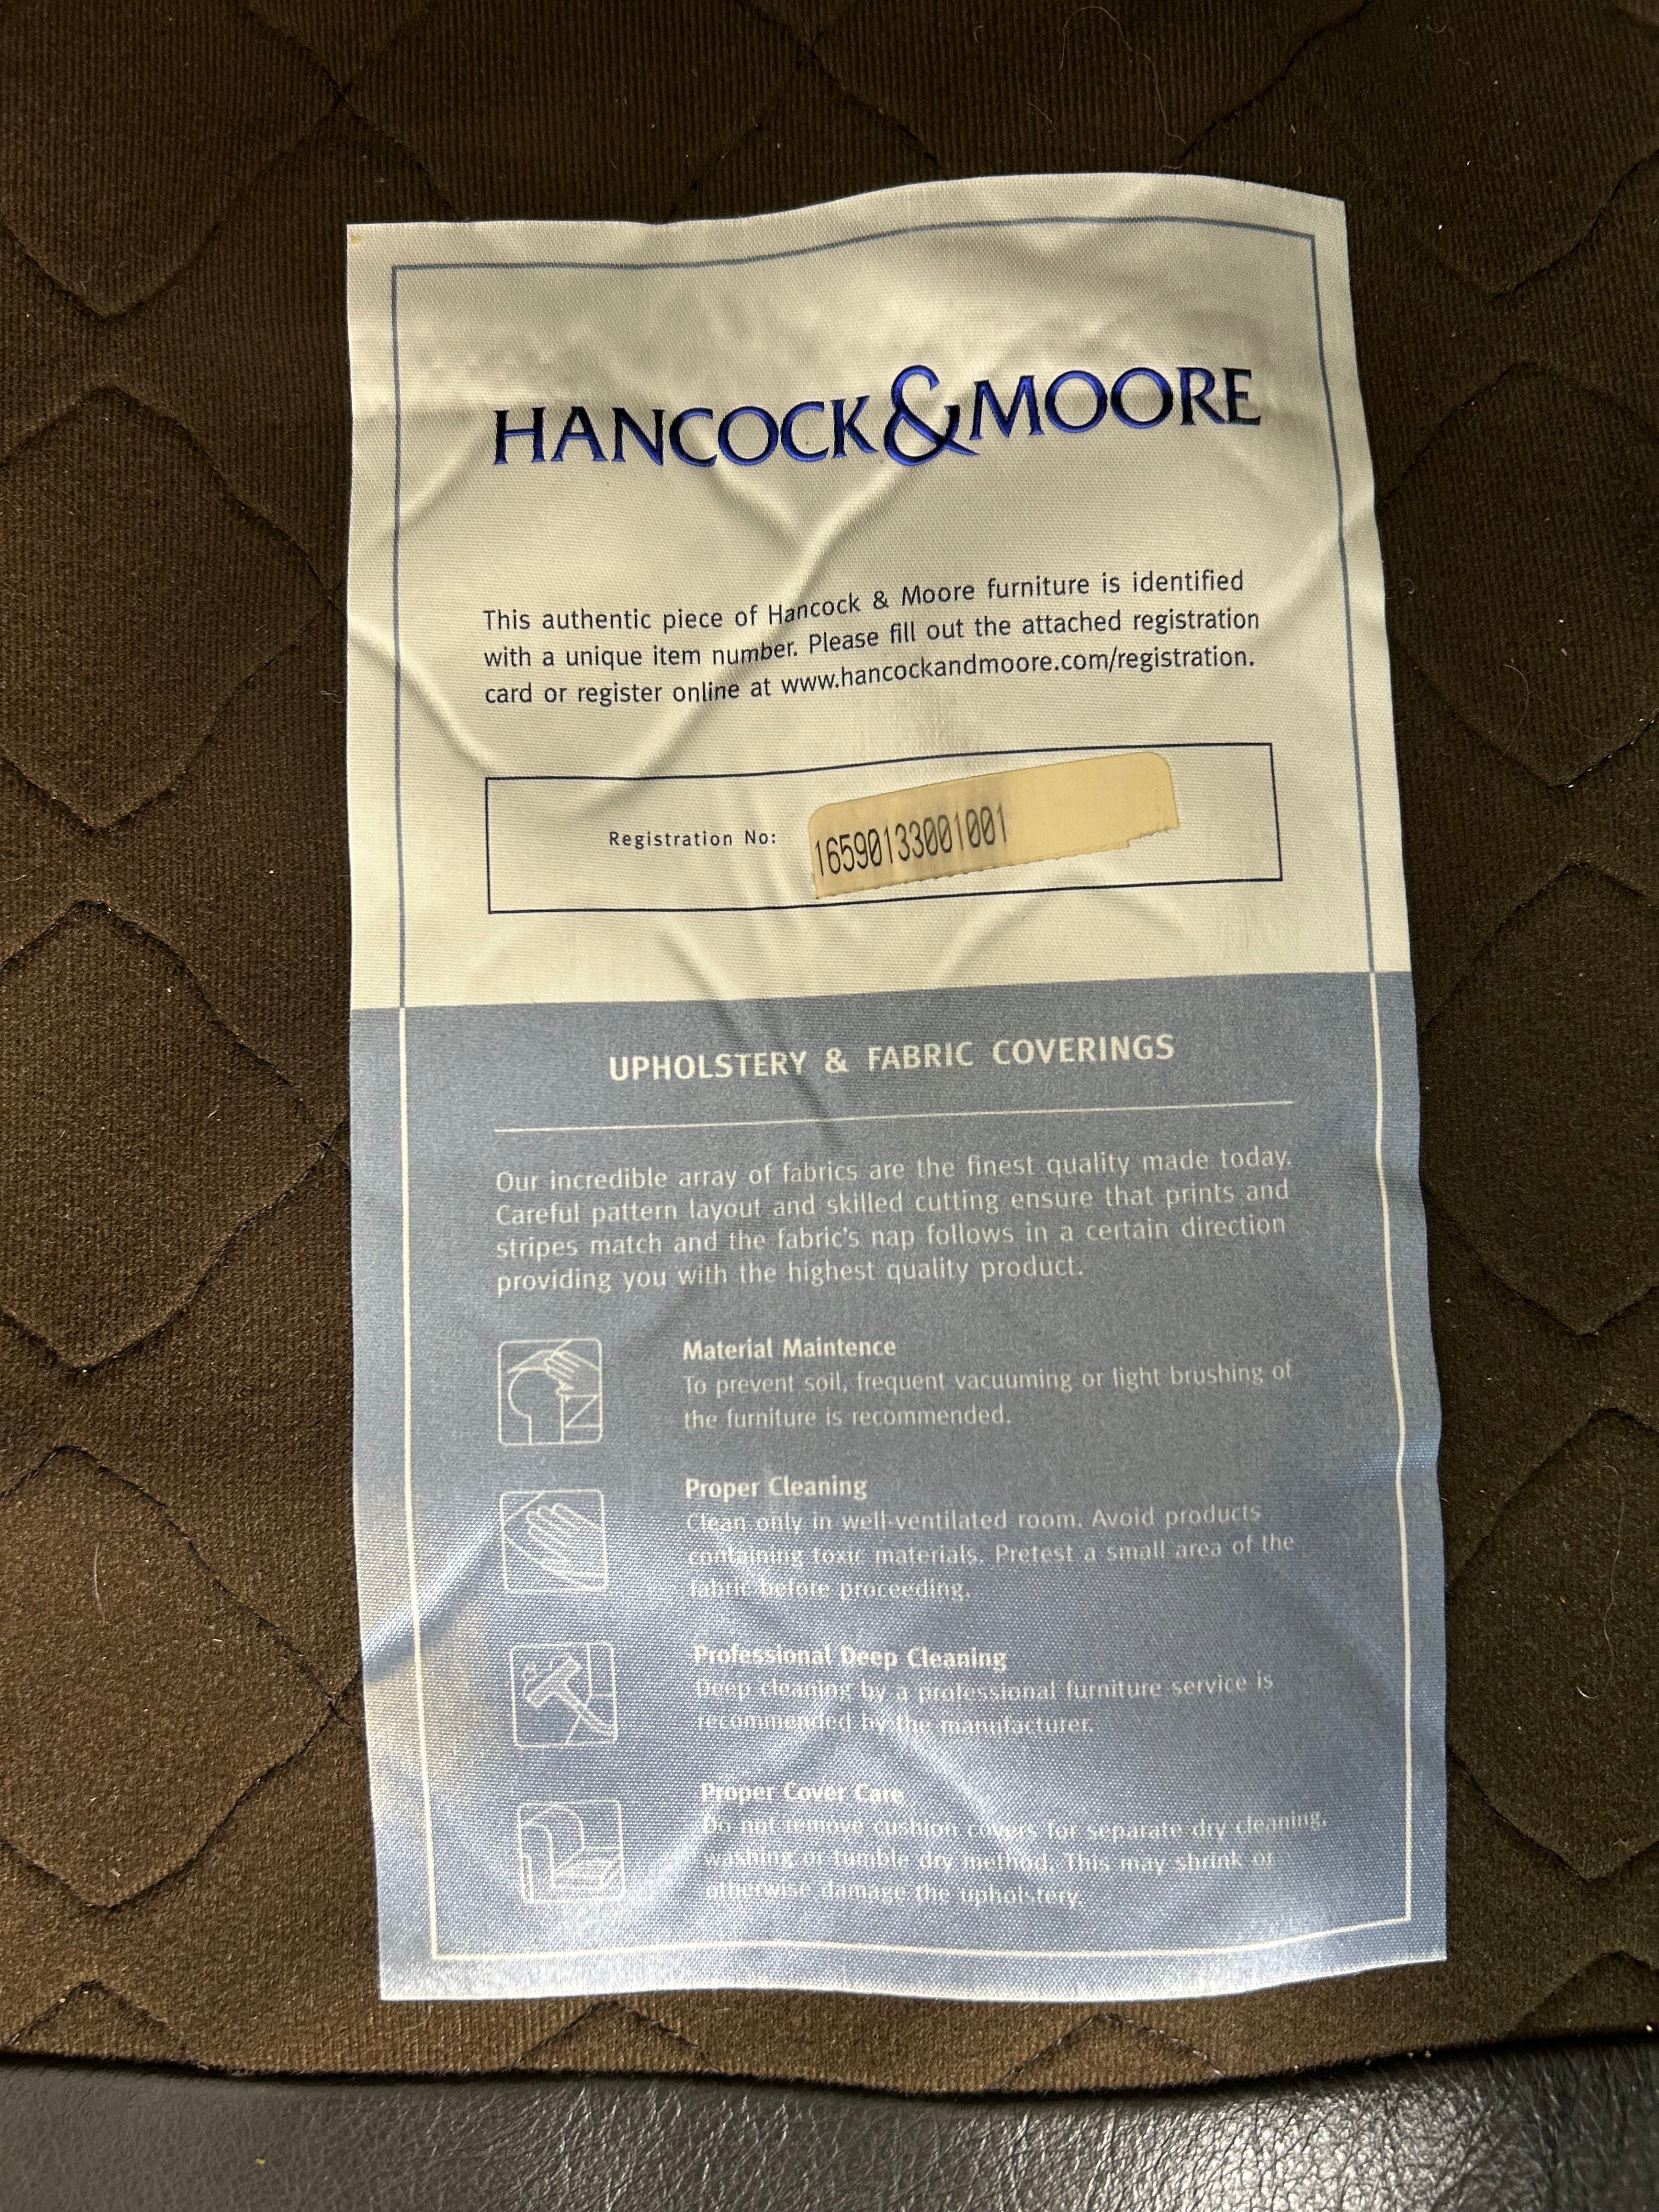 HANCOCK&MOORE
This authentic piece of Hancock & Moore furniture is identified
with a unique item number. Please fill out the attached registration
card or register online at www.hancockandmoore.com/registration.
Registration No: 16590133001001
UPHOLSTERY & FABRIC COVERINGS
Our incredible array of fabrics are the finest quality made today.
Careful pattern layout and skilled cutting ensure that prints and
stripes match and the fabric's nap follows in a certain direction
providing you with the highest quality product.
Material Maintence
To prevent soil, frequent vacuuming or light brushing of
the furniture is recommended.
Proper Cleaning
Clean only in well-ventilated room. Avoid products
containing toxic materials. Pretest a small area of the
fabric before proceeding.
Professional Deep Cleaning
Deep cleaning by a professional furniture service is
recommended by the manufacturer.
Proper Cover Care
Do not remove cushion covers for separate dry cleaning,
washing or tumble dry method. This may shrink or
otherwise damage the upholstery.